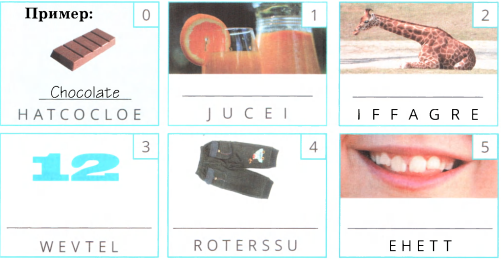 Пример:
0
Chocolate
HATCOCLOE
1
JUCEI
2
IFFAGRE
3
12
WEVTEL
4
ROTERSSU
5
EHETT